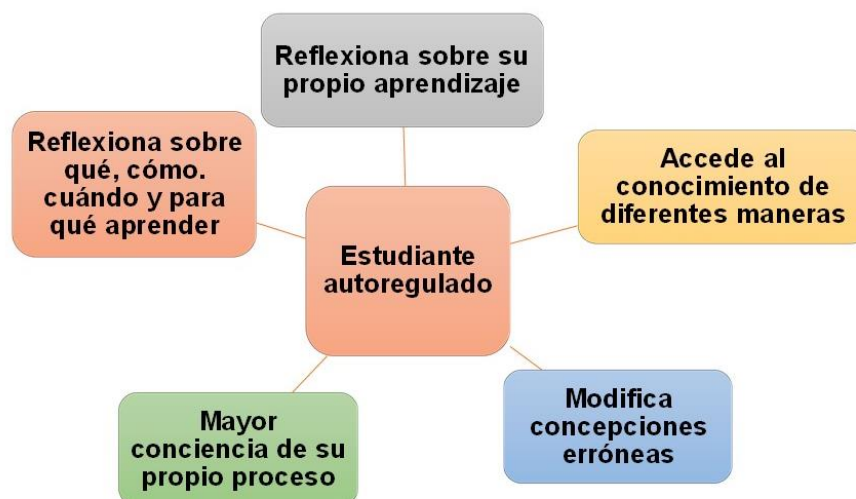 Reflexiona sobre su
propio aprendizaje
Reflexiona sobre
qué, cómo.
cuándo y para
qué aprender
Accede al
conocimiento de
diferentes maneras
Estudiante
autoregulado
Mayor
conciencia de su
propio proceso
Modifica
concepciones
erróneas